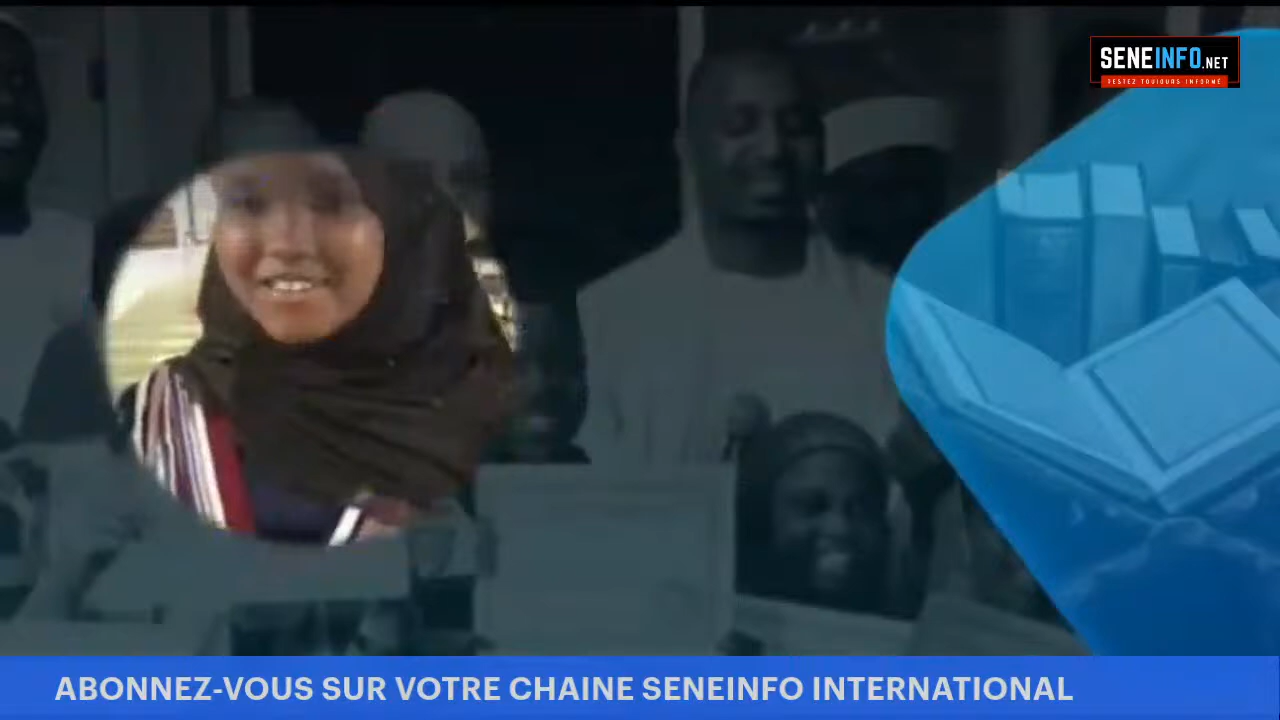 SENEINFO.NET
RESTEZ TOUJOURS INFORMÉ
ABONNEZ-VOUS SUR VOTRE CHAINE SENEINFO INTERNATIONAL